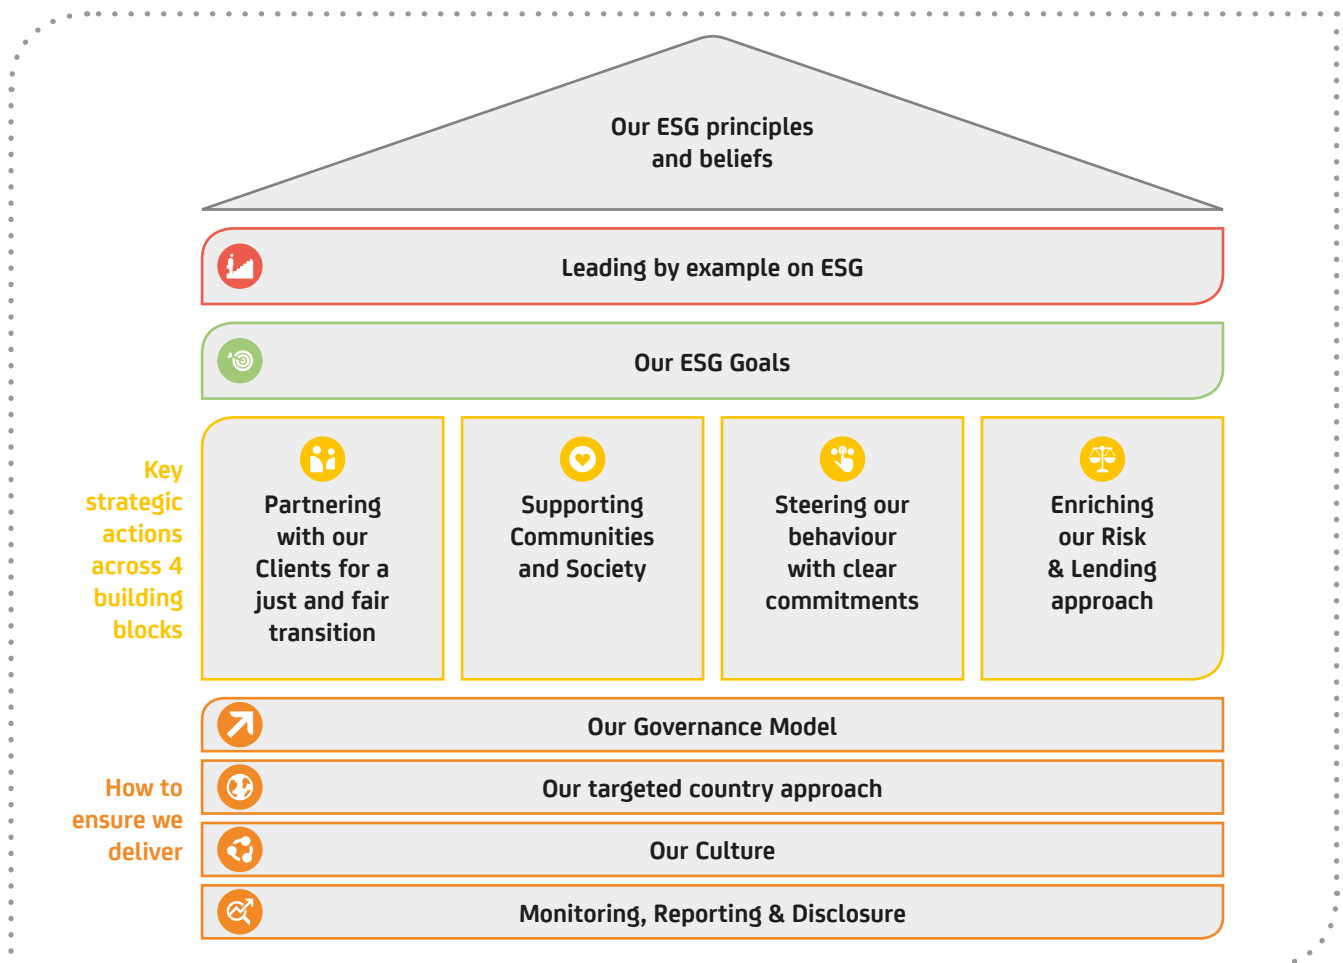 Our ESG principles
and beliefs
Leading by example on ESG
Our ESG Goals
Key
strategic
actions
across 4
building
blocks
Partnering
with our
Clients for a
just and fair
transition
Supporting
Communities
and Society
Steering our
behaviour
with clear
commitments
Enriching
our Risk
& Lending
approach
How to
ensure we
deliver
Our Governance Model
Our targeted country approach
Our Culture
Monitoring, Reporting & Disclosure